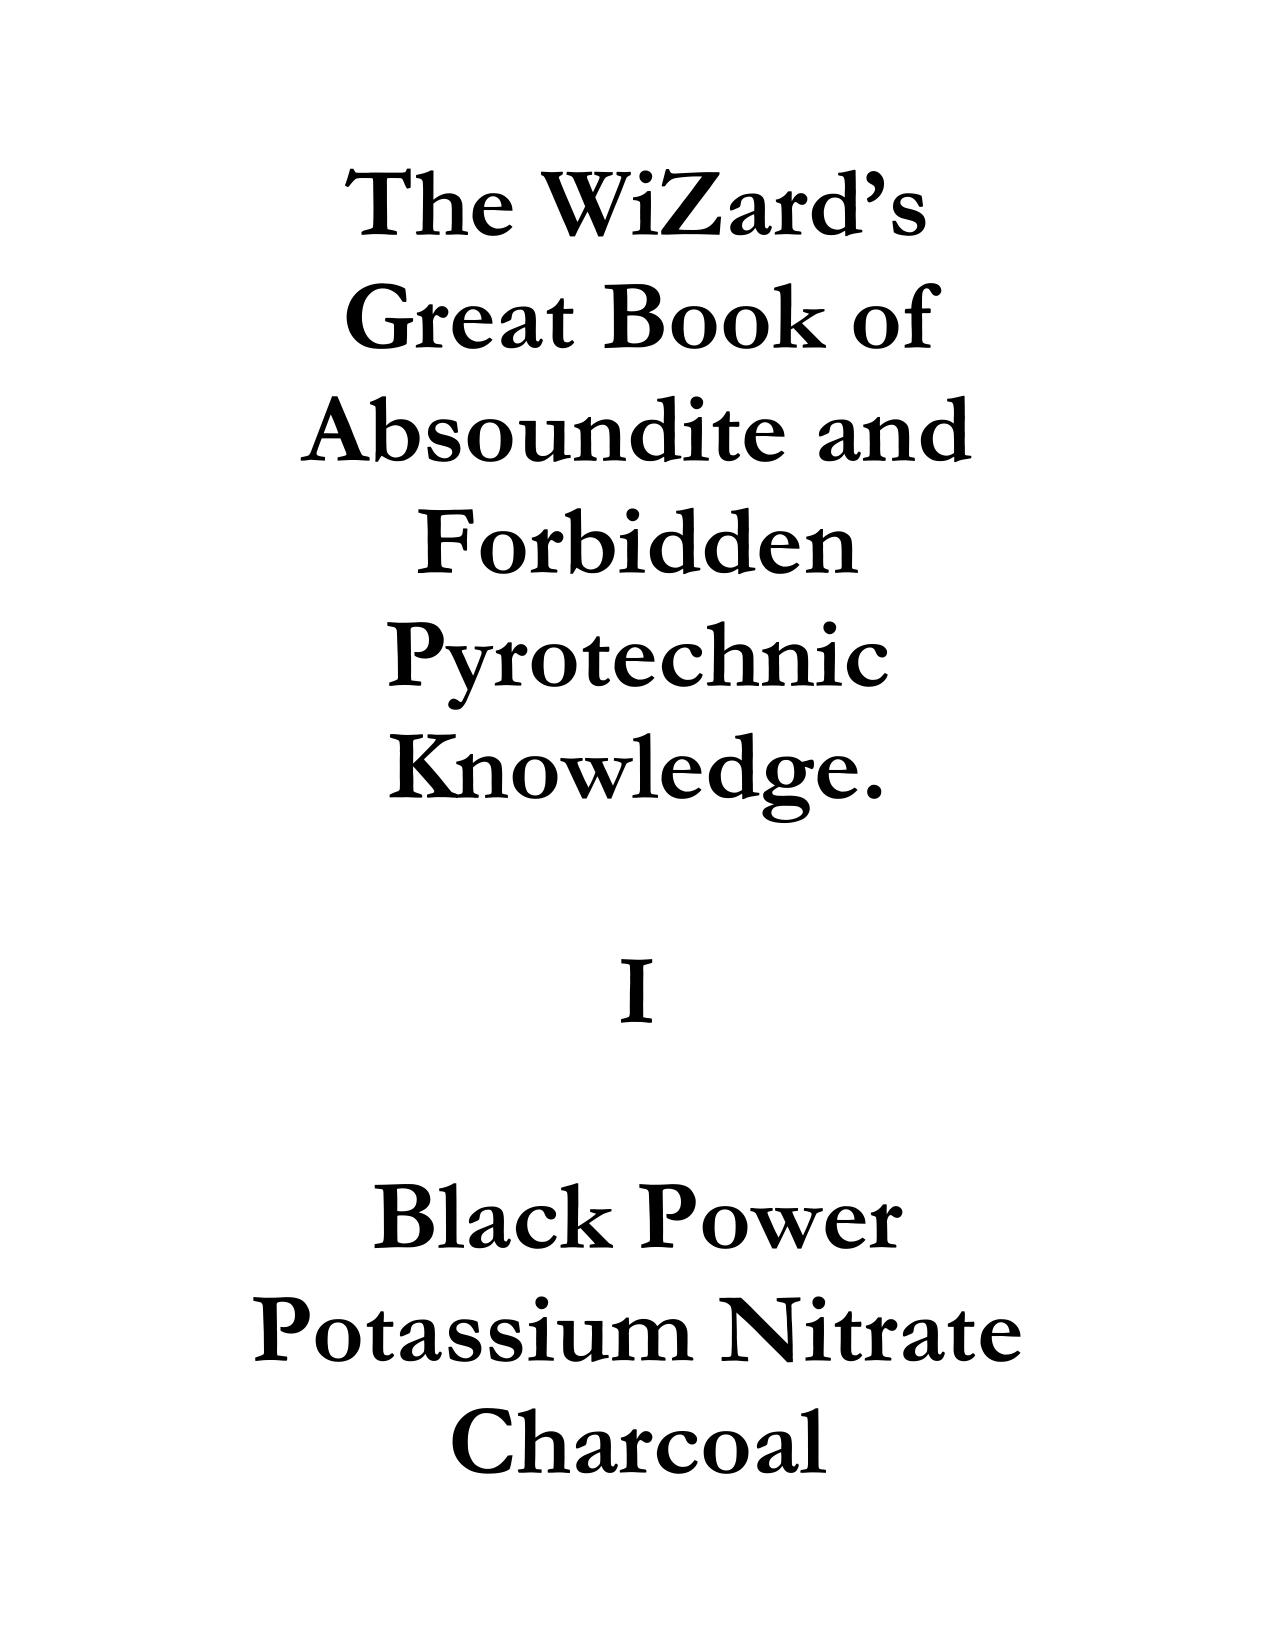 The WiZard’s
Great Book of
Absoundite and
Forbidden
Pyrotechnic
Knowledge.
I
Black Power
Potassium Nitrate
Charcoal